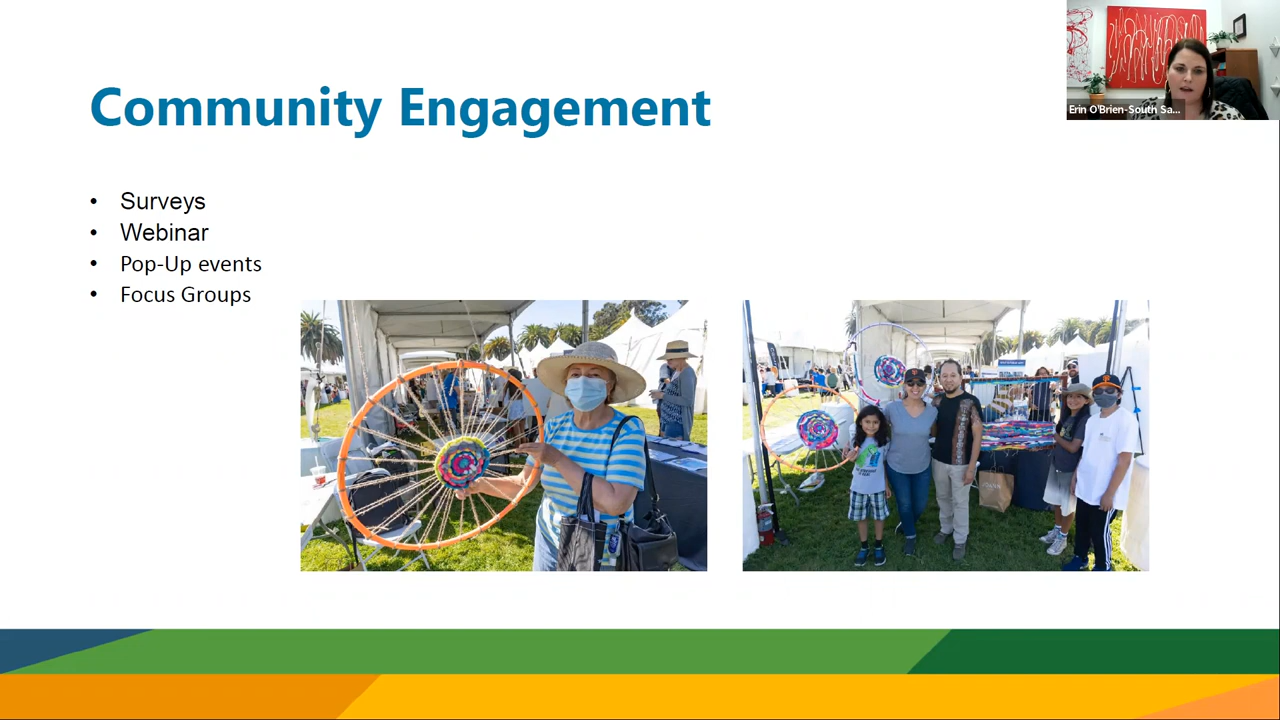 Community Engagement
Erin O'Brien-South Sa...
• Surveys
• Webinar
• Pop-Up events
• Focus Groups